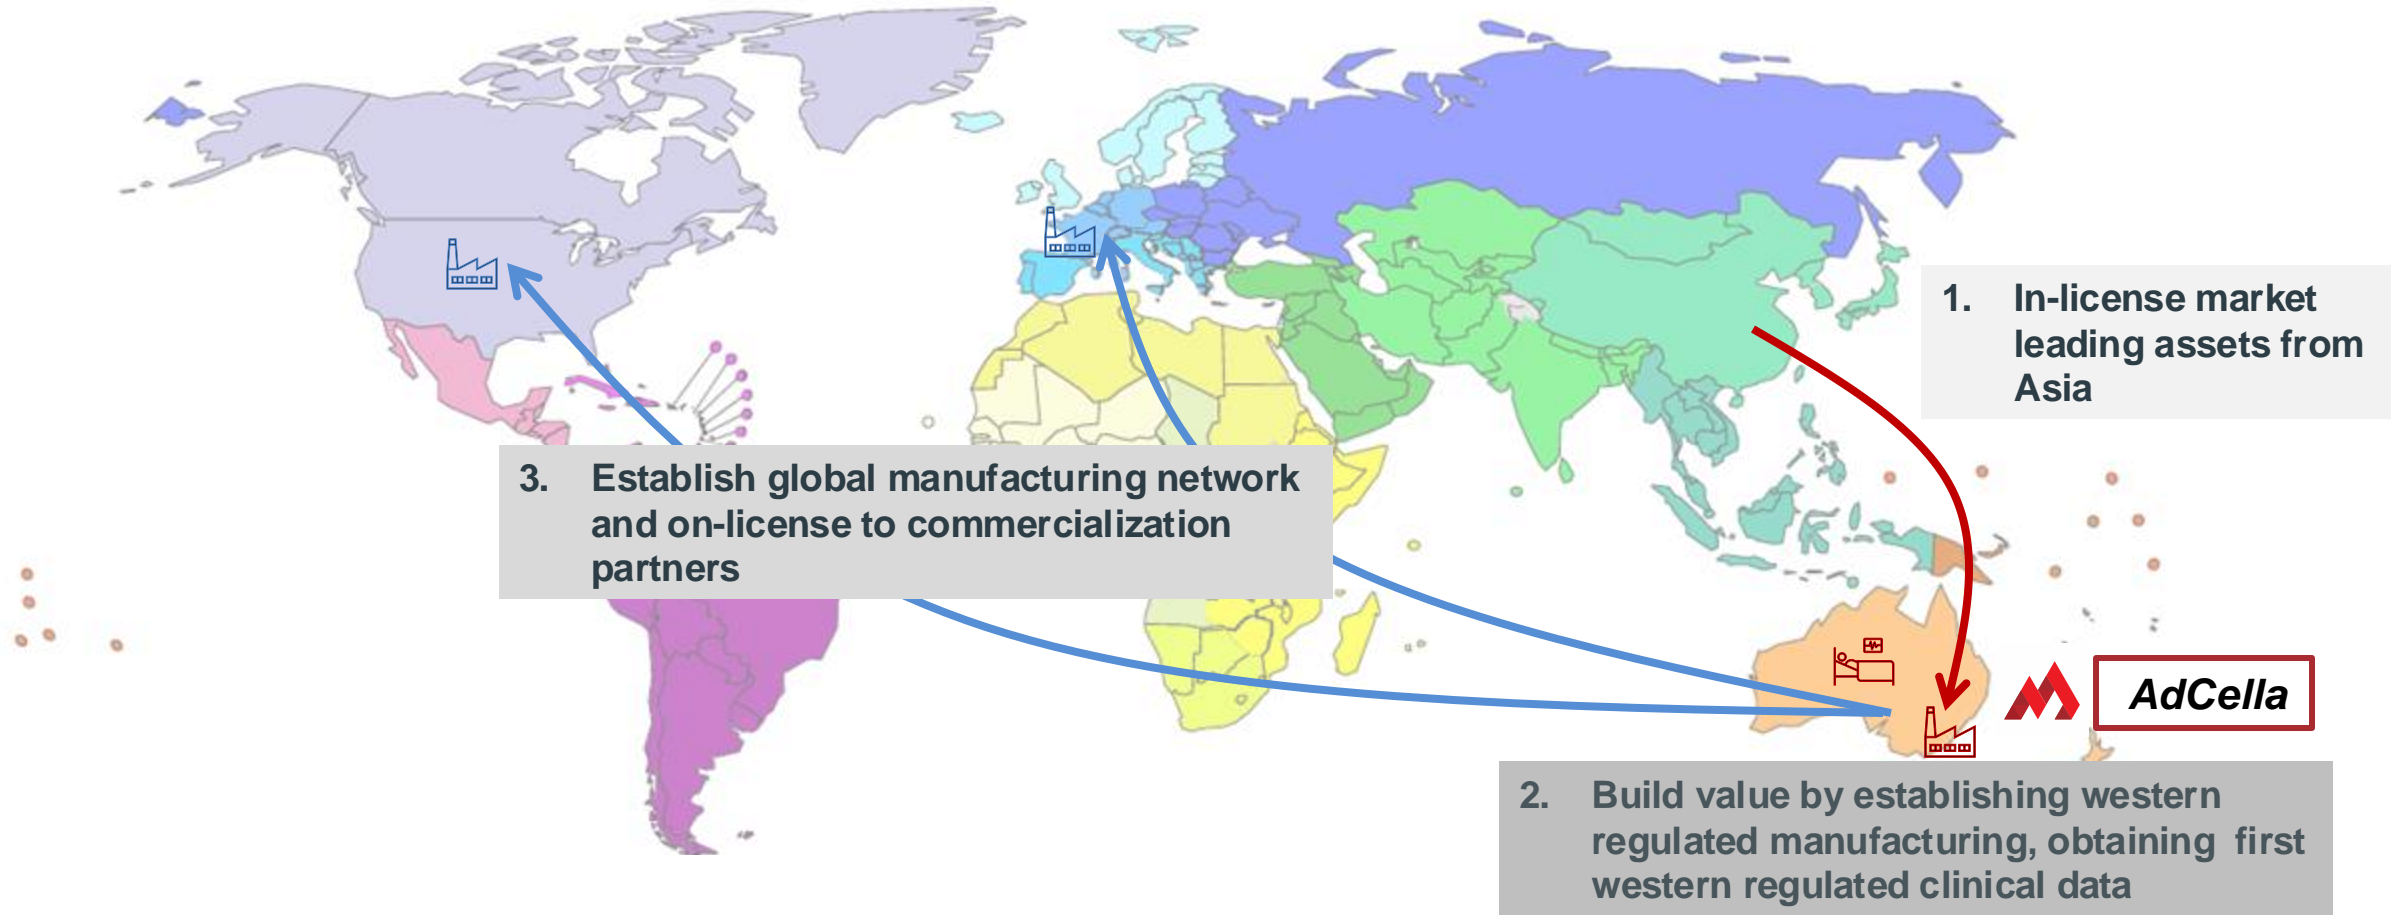 1. In-license market
leading assets from
Asia
3. Establish global manufacturing network
and on-license to commercialization
partners
AdCella
2. Build value by establishing western
regulated manufacturing, obtaining  first
western regulated clinical data